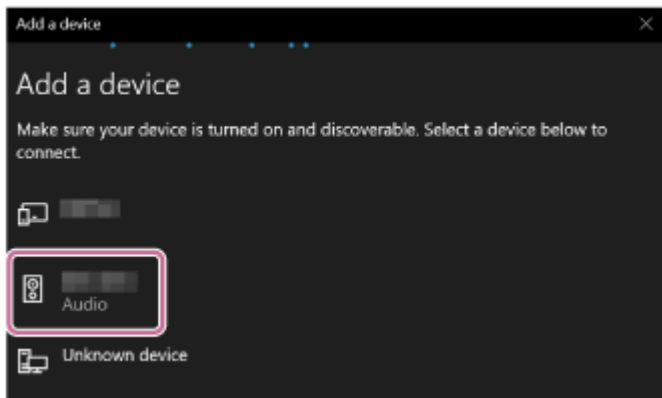 Add a device
Add a device
Make sure your device is turned on and discoverable. Select a device below to
connect.
Audio
Unknown device